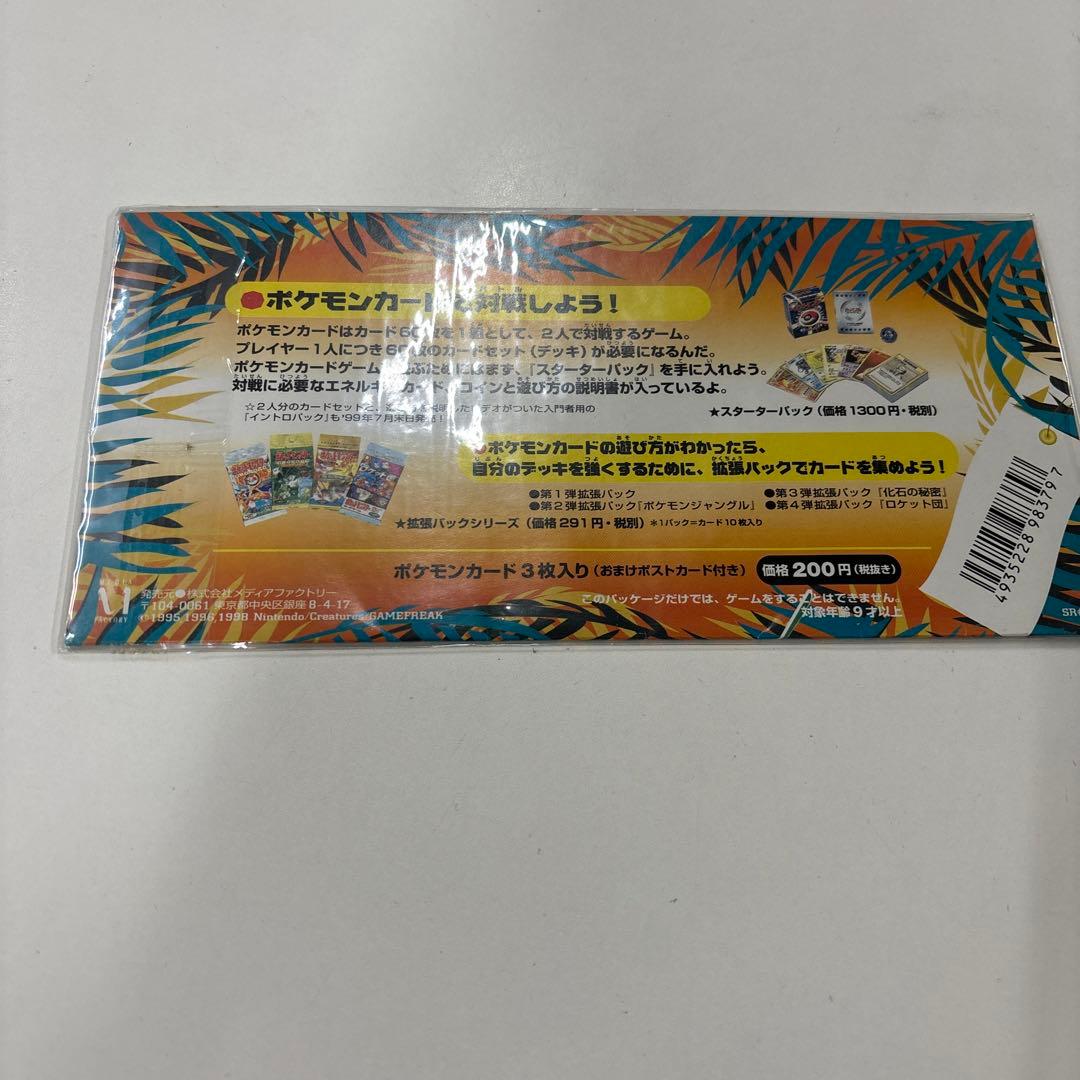 ●ポケモンカードで対戦しよう！
ポケモンカードはカード60枚を1組として、2人で対戦するゲーム。
プレイヤー1人につき60枚のカードセット（デッキ）が必要になるんだ。
ポケモンカードゲーム 遊ぶためにはまず、『スターターパック』を手に入れよう。
対戦に必要なエネルギーカード、コインと遊び方の説明書が入っているよ。
☆2人分のカードセットと、 説明した デオがついた入門者用の
『イントロパック』も'99年7月末日発売！
★スターターパック（価格1300円・税別）
●ポケモンカードの遊び方がわかったら、
自分のデッキを強くするために、拡張パックでカードを集めよう！
●第1弾拡張パック
●第2弾拡張パック『ポケモンジャングル』
●第3弾拡張パック『化石の秘密』
●第4弾拡張パック『ロケット団』
★拡張パックシリーズ（価格291円・税別）＊1パック=カード10枚入り
ポケモンカード3枚入り（おまけポストカード付き）
価格200円（税抜き）
このパッケージだけでは、ゲームをすることはできません。
対象年齢9才以上
MEDIA
FACTORY
発売元●株式会社メディアファクトリー
〒104-0061 東京都中央区銀座8-4-17
©1995,1996,1998 Nintendo/Creatures/GAMEFREAK
4935228983797